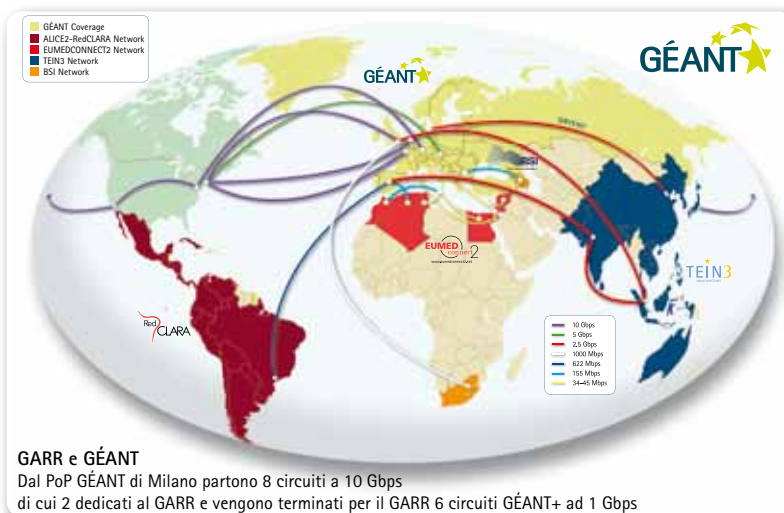 GÉANT Coverage
ALICE2-RedCLARA Network
EUMEDCONNECT2 Network
TEIN3 Network
BSI Network
GÉANT
GÉANT
BSI
EUMED
connect2
TEIN3
Red CLARA
10 Gbps
5 Gbps
2,5 Gbps
1000 Mbps
622 Mbps
155 Mbps
34-45 Mbps
GARR e GÉANT
Dal PoP GÉANT di Milano partono 8 circuiti a 10 Gbps
di cui 2 dedicati al GARR e vengono terminati per il GARR 6 circuiti GÉANT+ ad 1 Gbps